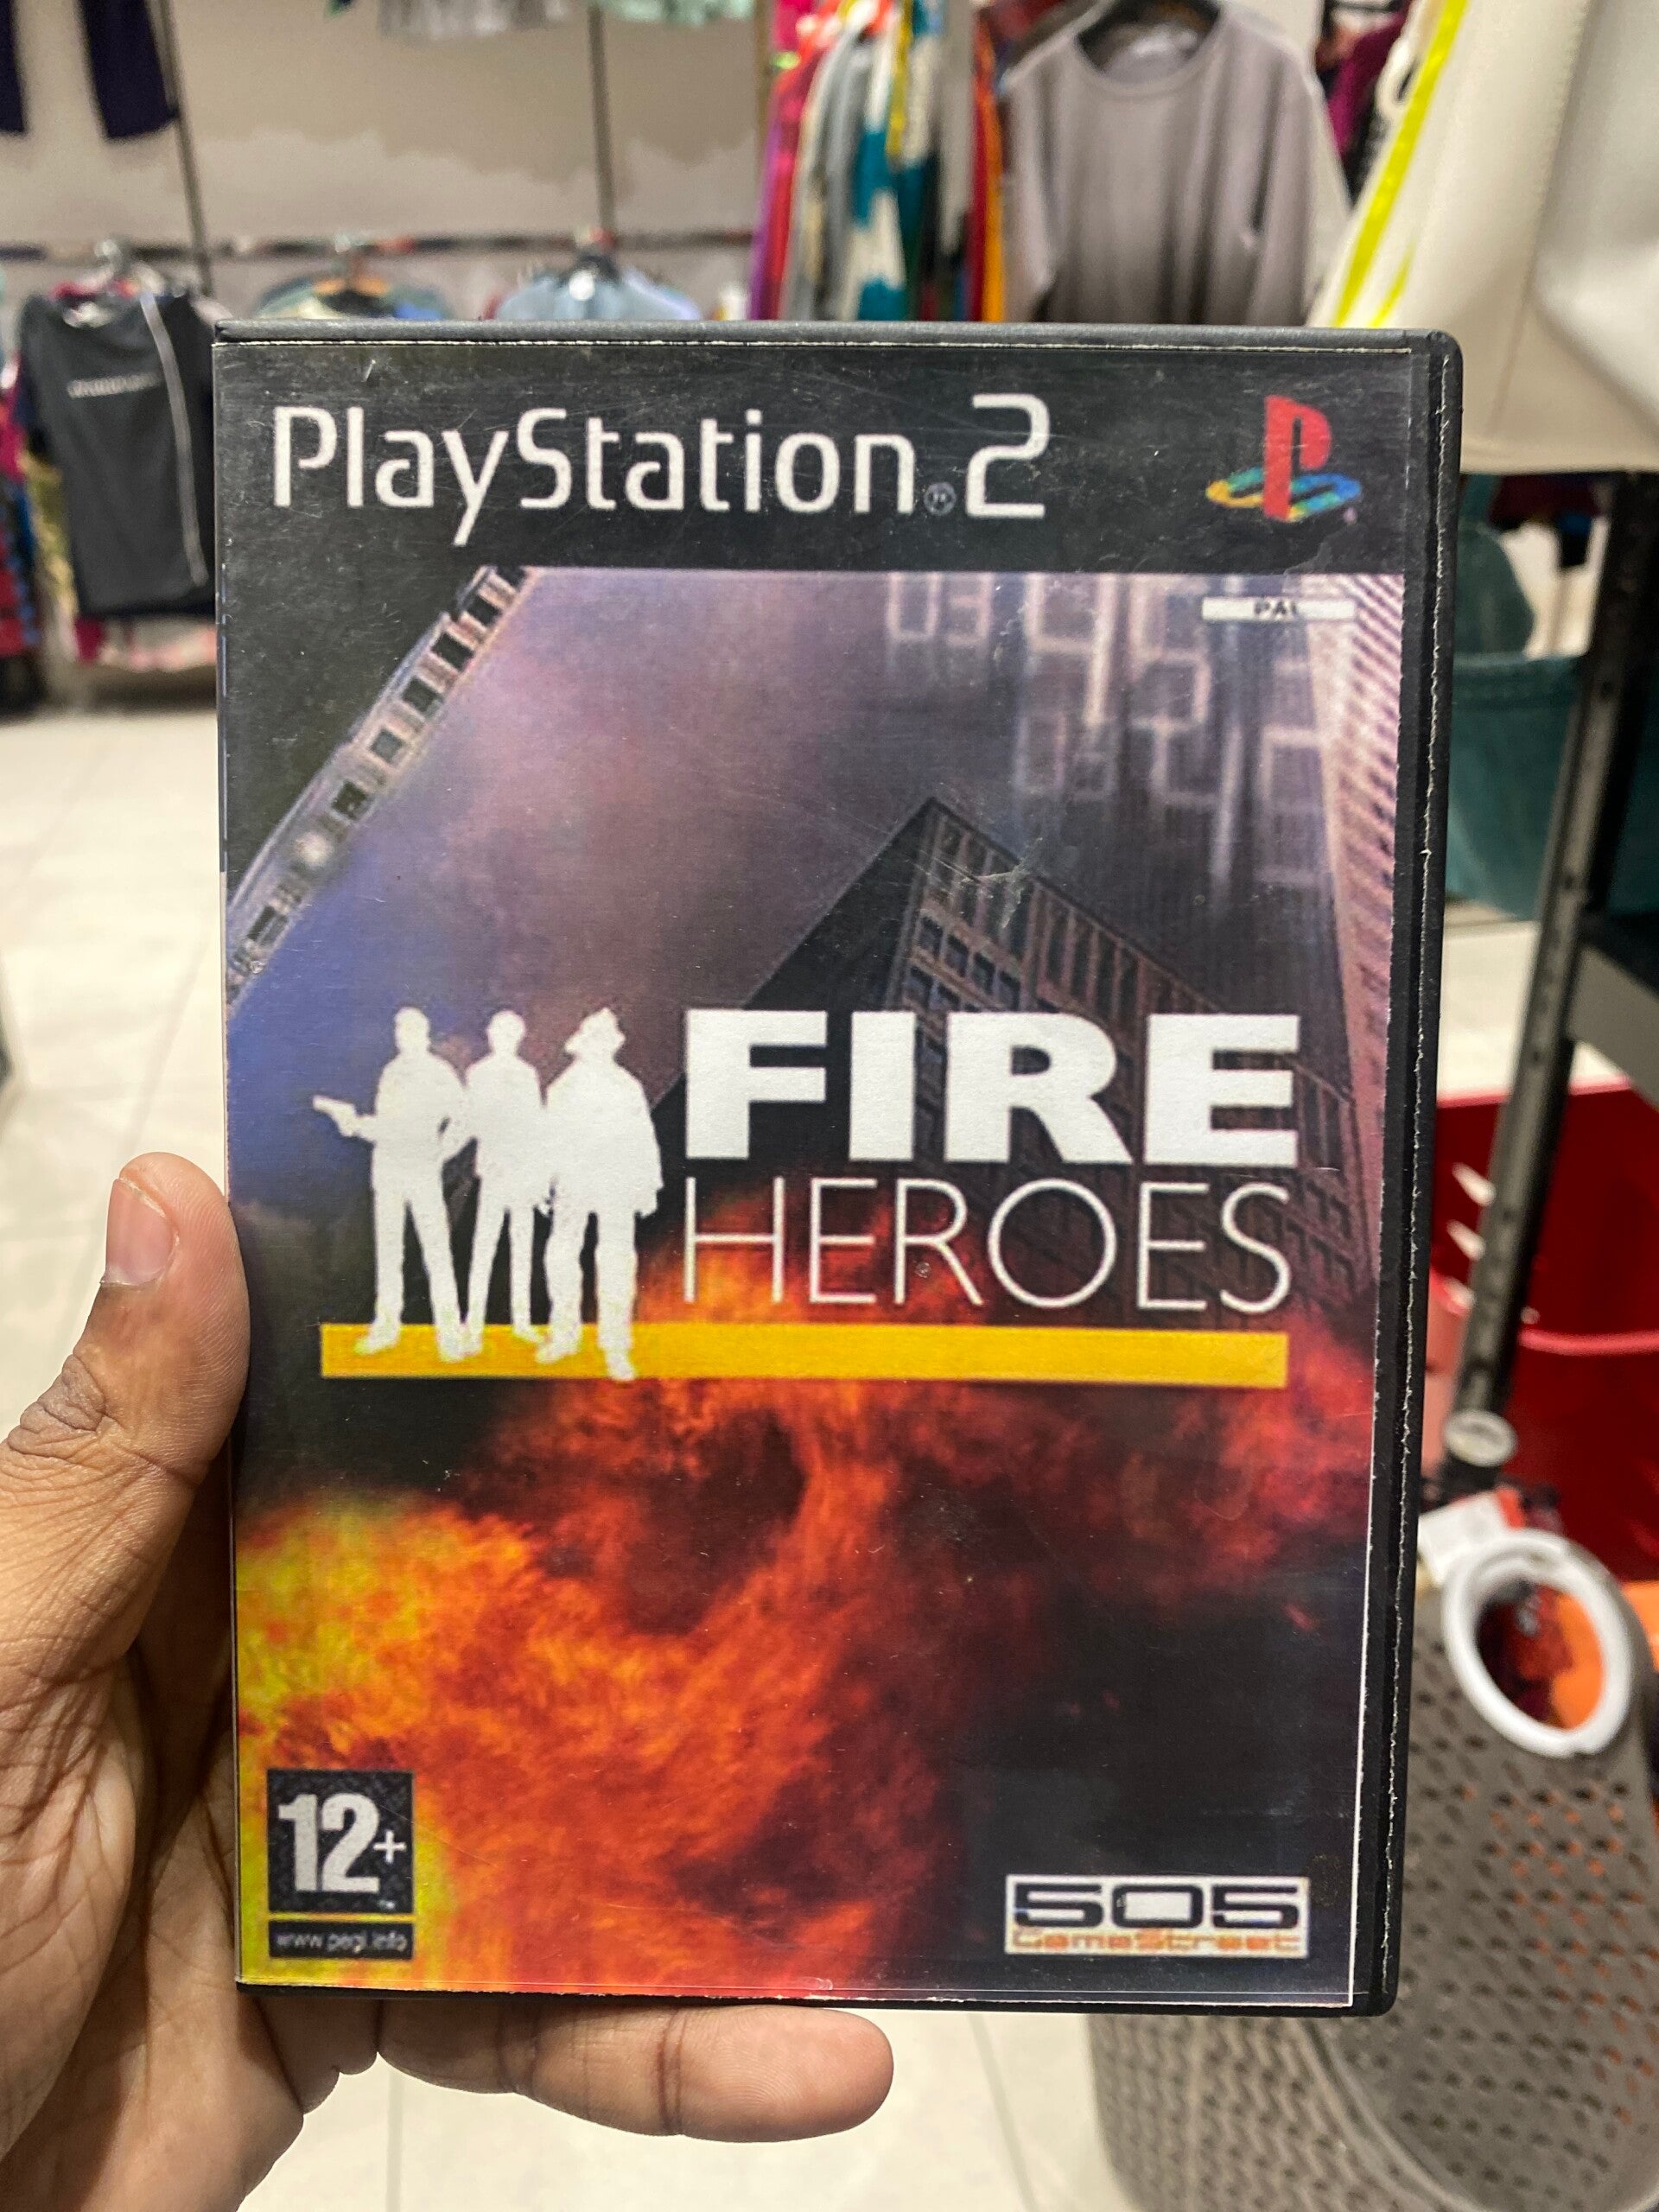 PlayStation®2
PAL
FIRE
HEROES
12+
www.pegi.info
505
GameStreet